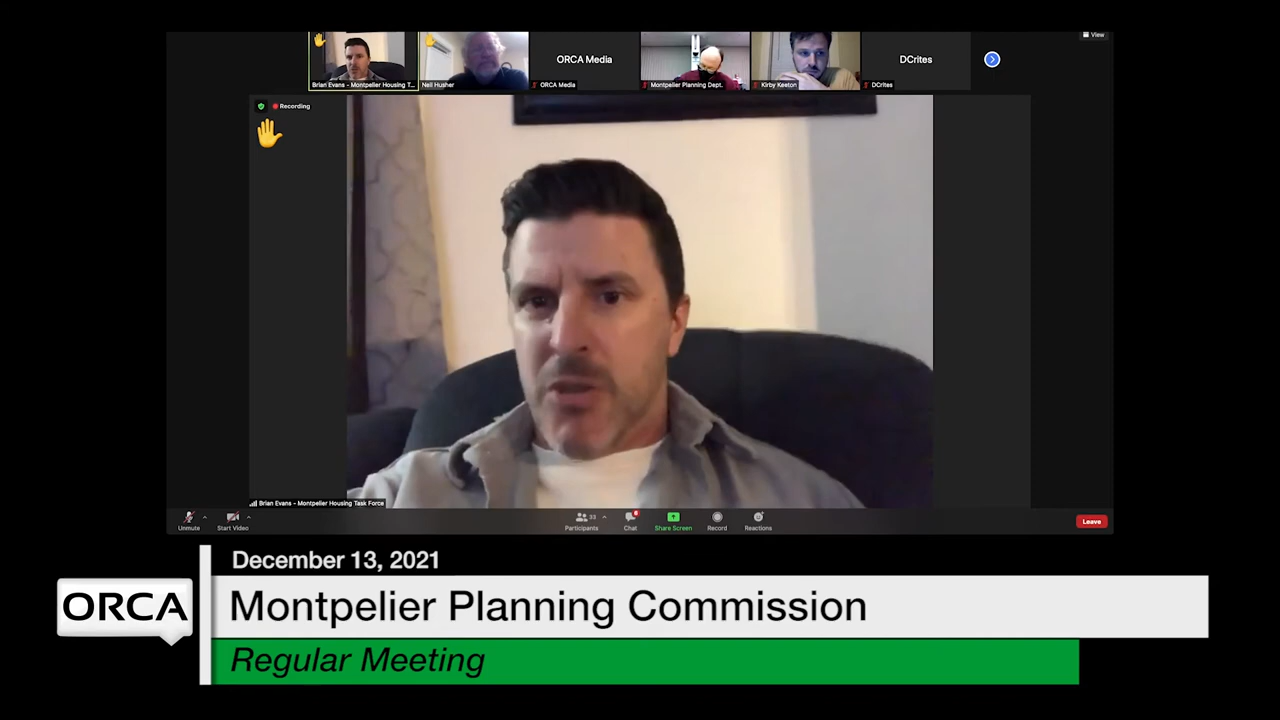 View
ORCA Media
DCrites
Brian Evans - Montpelier Housing T...
Neil Husher
ORCA Media
Montpelier Planning Dept.
Kirby Keeton
DCrites
Recording
Brian Evans - Montpelier Housing Task Force
Unmute
Start Video
33
Participants
8
Chat
Share Screen
Record
Reactions
Leave
December 13, 2021
ORCA
Montpelier Planning Commission
Regular Meeting